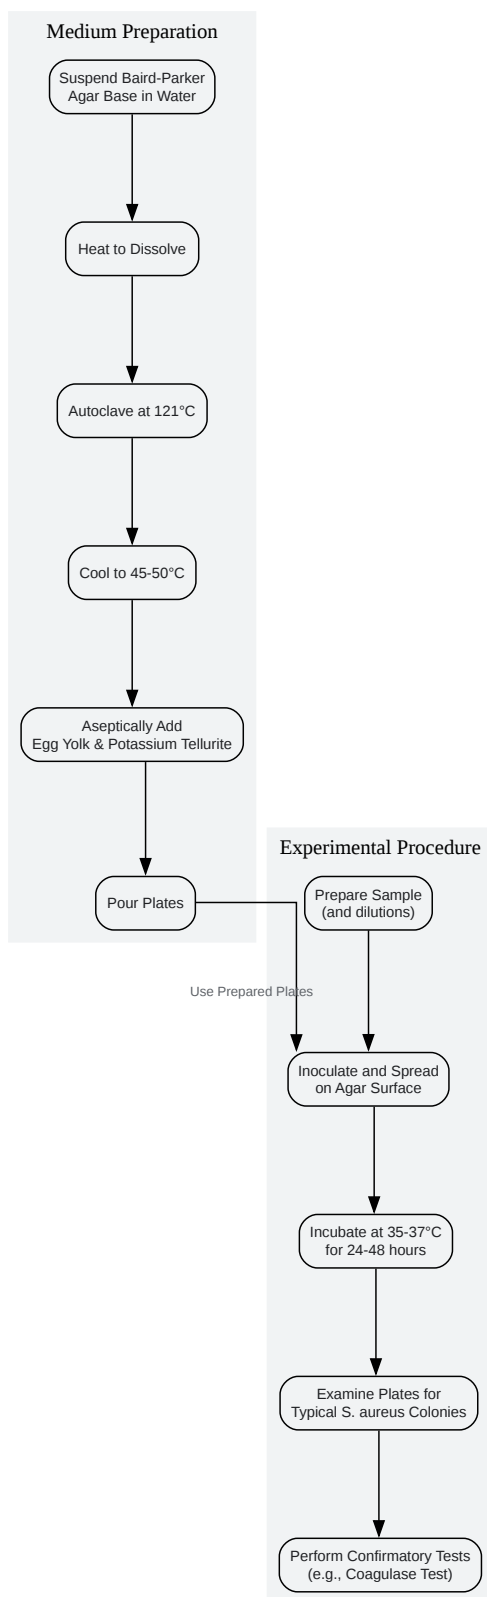 Medium Preparation
Suspend Baird-Parker
Agar Base in Water
Heat to Dissolve
Autoclave at 121°C
Cool to 45-50°C
Aseptically Add
Egg Yolk & Potassium Tellurite
Pour Plates
Use Prepared Plates
Experimental Procedure
Prepare Sample
(and dilutions)
Inoculate and Spread
on Agar Surface
Incubate at 35-37°C
for 24-48 hours
Examine Plates for
Typical S. aureus Colonies
Perform Confirmatory Tests
(e.g., Coagulase Test)